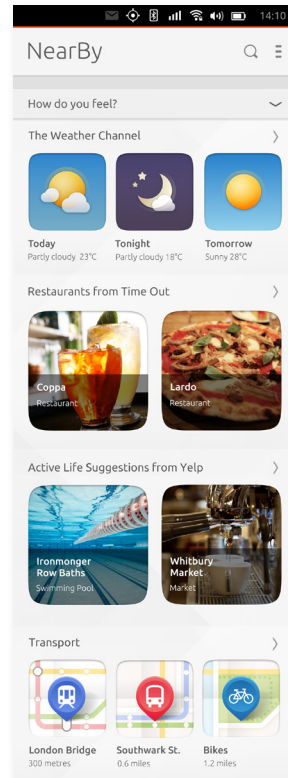 14:10
NearBy
How do you feel?
The Weather Channel
Today
Partly cloudy 23°C
Tonight
Partly cloudy 18°C
Tomorrow
Sunny 28°C
Restaurants from Time Out
Coppa
Restaurant
Lardo
Restaurant
Active Life Suggestions from Yelp
Ironmonger
Row Baths
Swimming Pool
Whitbury
Market
Market
Transport
London Bridge
300 metres
Southwark St.
0.6 miles
Bikes
1.2 miles